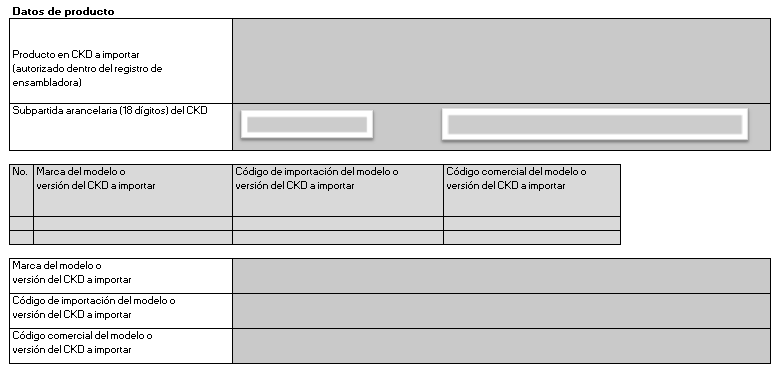 Datos de producto
Producto en CKD a importar
(autorizado dentro del registro de
ensambladora)
Subpartida arancelaria (18 dígitos) del CKD
No. Marca del modelo o Código de importación del modelo o Código comercial del modelo o
versión del CKD a importar versión del CKD a importar versión del CKD a importar
Marca del modelo o
versión del CKD a importar
Código de importación del modelo o
versión del CKD a importar
Código comercial del modelo o
versión del CKD a importar